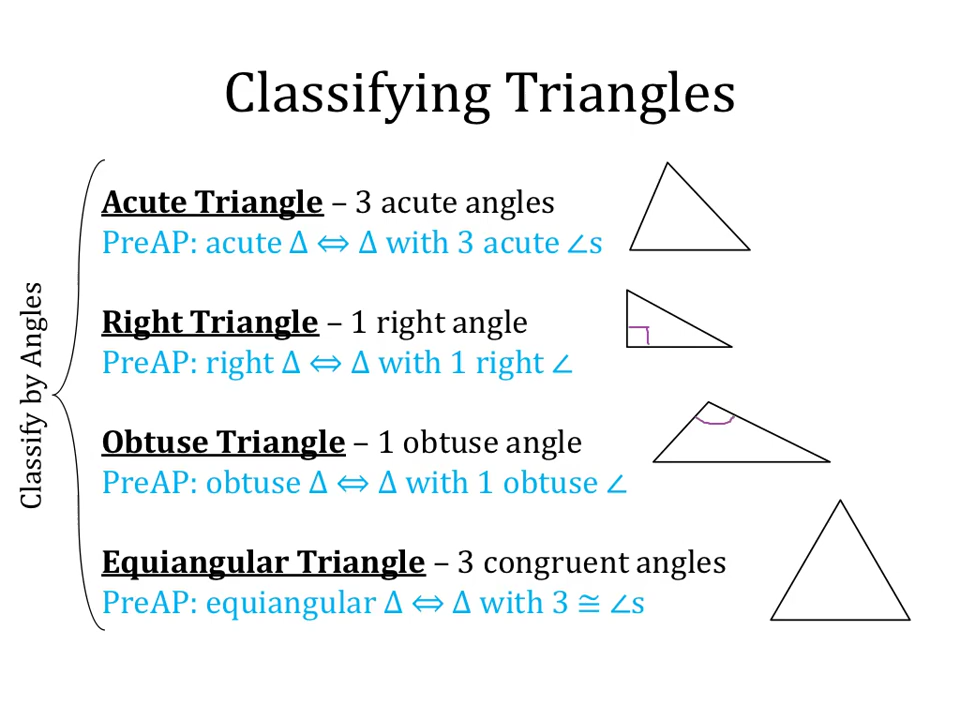 Classifying Triangles
Classify by Angles
Acute Triangle – 3 acute angles
PreAP: acute Δ ⇔ Δ with 3 acute ∠s
Right Triangle – 1 right angle
PreAP: right Δ ⇔ Δ with 1 right ∠
Obtuse Triangle – 1 obtuse angle
PreAP: obtuse Δ ⇔ Δ with 1 obtuse ∠
Equiangular Triangle – 3 congruent angles
PreAP: equiangular Δ ⇔ Δ with 3 ≅ ∠s